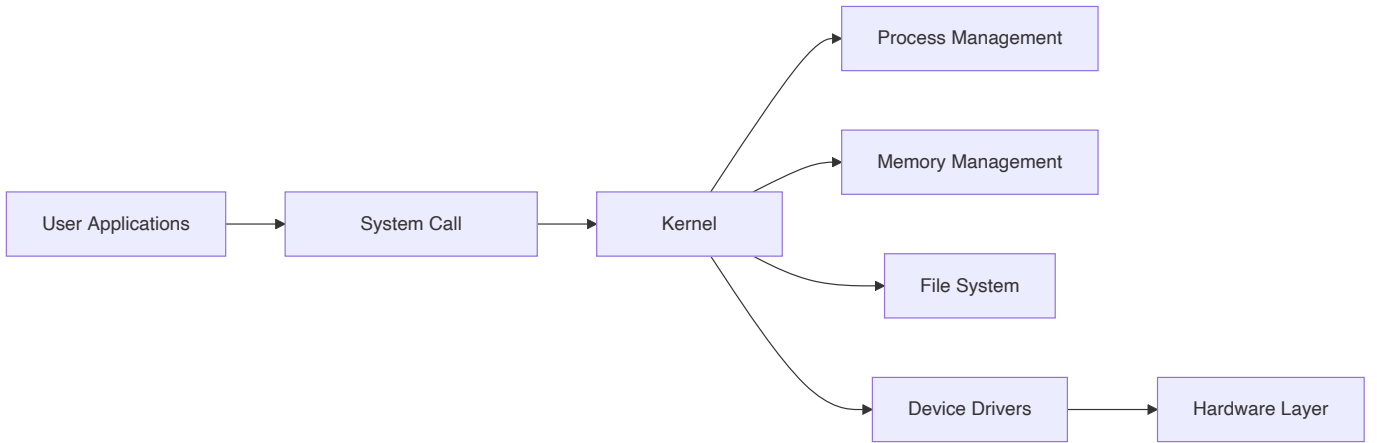 User Applications
System Call
Kernel
Process Management
Memory Management
File System
Device Drivers
Hardware Layer